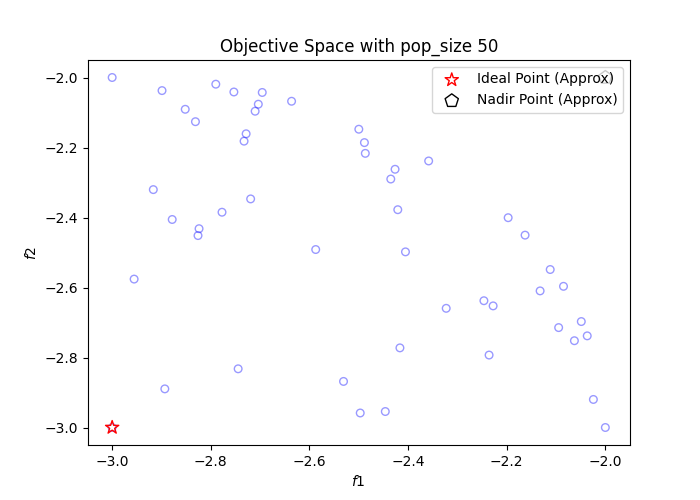 Objective Space with pop_size 50
Ideal Point (Approx)
Nadir Point (Approx)
f2
−2.0
−2.2
−2.4
−2.6
−2.8
−3.0
−3.0 −2.8 −2.6 −2.4 −2.2 −2.0
f1